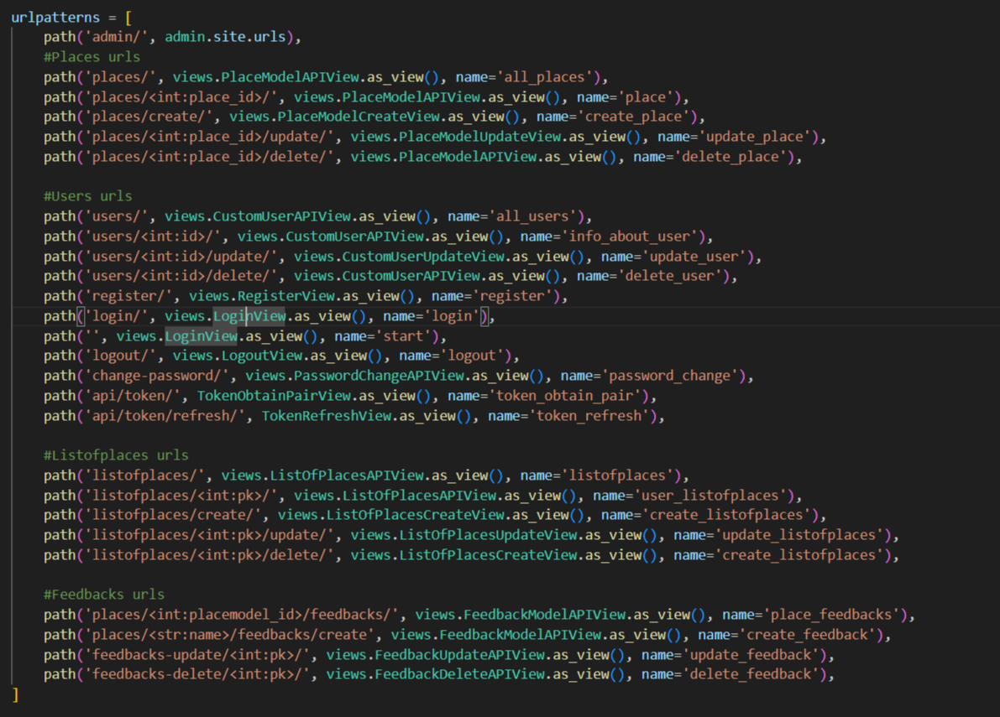 urlpatterns = [
path('admin/', admin.site.urls),
#Places urls
path('places/', views.PlaceModelAPIView.as_view(), name='all_places'),
path('places/<int:place_id>/', views.PlaceModelAPIView.as_view(), name='place'),
path('places/create/', views.PlaceModelCreateView.as_view(), name='create_place'),
path('places/<int:place_id>/update/', views.PlaceModelUpdateView.as_view(), name='update_place'),
path('places/<int:place_id>/delete/', views.PlaceModelAPIView.as_view(), name='delete_place'),
#Users urls
path('users/', views.CustomUserAPIView.as_view(), name='all_users'),
path('users/<int:id>/', views.CustomUserAPIView.as_view(), name='info_about_user'),
path('users/<int:id>/update/', views.CustomUserUpdateView.as_view(), name='update_user'),
path('users/<int:id>/delete/', views.CustomUserAPIView.as_view(), name='delete_user'),
path('register/', views.RegisterView.as_view(), name='register'),
path('login/', views.LoginView.as_view(), name='login'),
path('', views.LoginView.as_view(), name='start'),
path('logout/', views.LogoutView.as_view(), name='logout'),
path('change-password/', views.PasswordChangeAPIView.as_view(), name='password_change'),
path('api/token/', TokenObtainPairView.as_view(), name='token_obtain_pair'),
path('api/token/refresh/', TokenRefreshView.as_view(), name='token_refresh'),
#Listofplaces urls
path('listofplaces/', views.ListOfPlacesAPIView.as_view(), name='listofplaces'),
path('listofplaces/<int:pk>/', views.ListOfPlacesAPIView.as_view(), name='user_listofplaces'),
path('listofplaces/create/', views.ListOfPlacesCreateView.as_view(), name='create_listofplaces'),
path('listofplaces/<int:pk>/update/', views.ListOfPlacesUpdateView.as_view(), name='update_listofplaces'),
path('listofplaces/<int:pk>/delete/', views.ListOfPlacesCreateView.as_view(), name='create_listofplaces'),
#Feedbacks urls
path('places/<int:placemodel_id>/feedbacks/', views.FeedbackModelAPIView.as_view(), name='place_feedbacks'),
path('places/<str:name>/feedbacks/create', views.FeedbackModelAPIView.as_view(), name='create_feedback'),
path('feedbacks-update/<int:pk>/', views.FeedbackUpdateAPIView.as_view(), name='update_feedback'),
path('feedbacks-delete/<int:pk>/', views.FeedbackDeleteAPIView.as_view(), name='delete_feedback'),
]